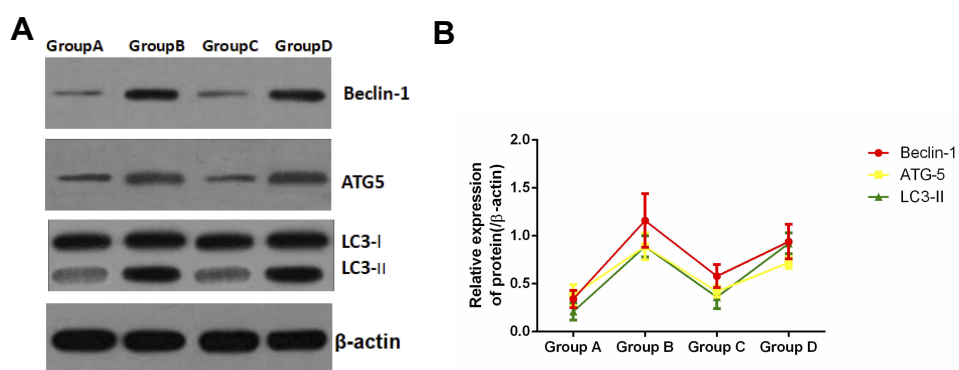 A
GroupA GroupB GroupC GroupD
Beclin-1
ATG5
LC3-I
LC3-II
β-actin
B
Relative expression
of protein(/β-actin)
2.0
1.5
1.0
0.5
0.0
Group A Group B Group C Group D
Beclin-1
ATG-5
LC3-II